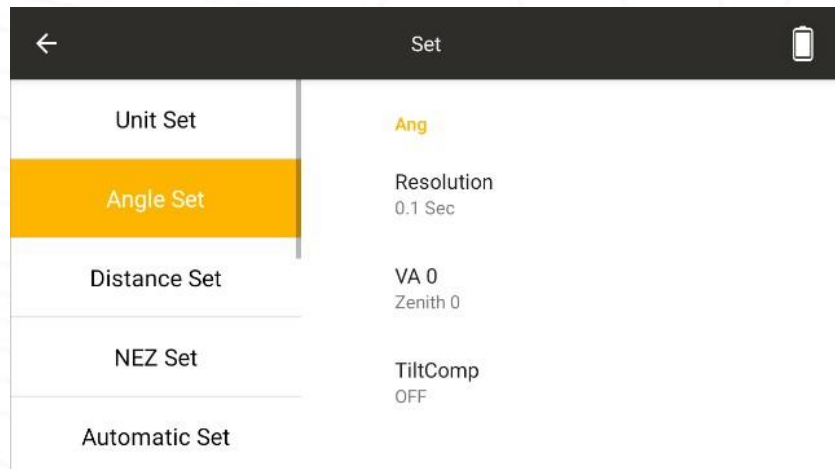 Set
Unit Set
Angle Set
Distance Set
NEZ Set
Automatic Set
Ang
Resolution
0.1 Sec
VA 0
Zenith 0
TiltComp
OFF